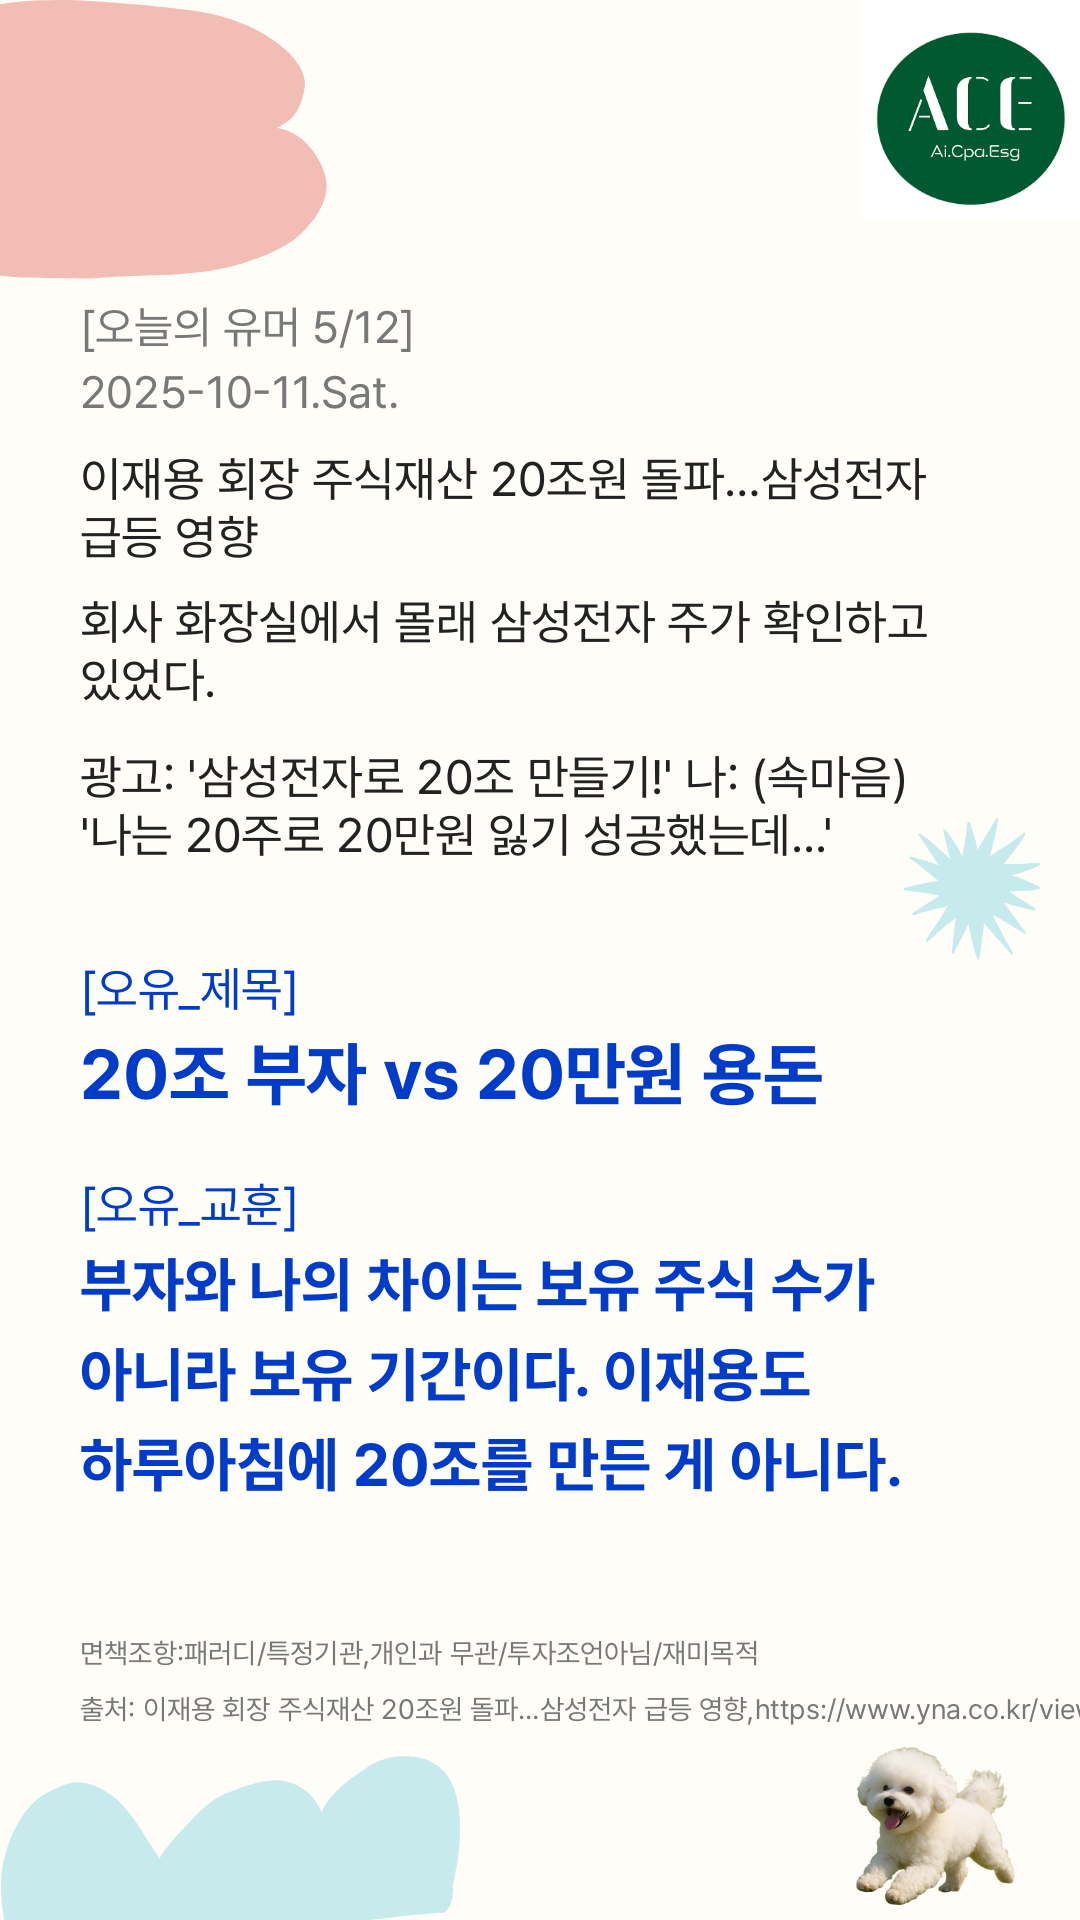 ACE
Ai.Cpa.Esg
[오늘의 유머 5/12]
2025-10-11.Sat.
이재용 회장 주식재산 20조원 돌파...삼성전자
급등 영향
회사 화장실에서 몰래 삼성전자 주가 확인하고
있었다.
광고: '삼성전자로 20조 만들기!' 나: (속마음)
'나는 20주로 20만원 잃기 성공했는데...'
[오유_제목]
20조 부자 vs 20만원 용돈
[오유_교훈]
부자와 나의 차이는 보유 주식 수가
아니라 보유 기간이다. 이재용도
하루아침에 20조를 만든 게 아니다.
면책조항:패러디/특정기관,개인과 무관/투자조언아님/재미목적
출처: 이재용 회장 주식재산 20조원 돌파...삼성전자 급등 영향,https://www.yna.co.kr/view